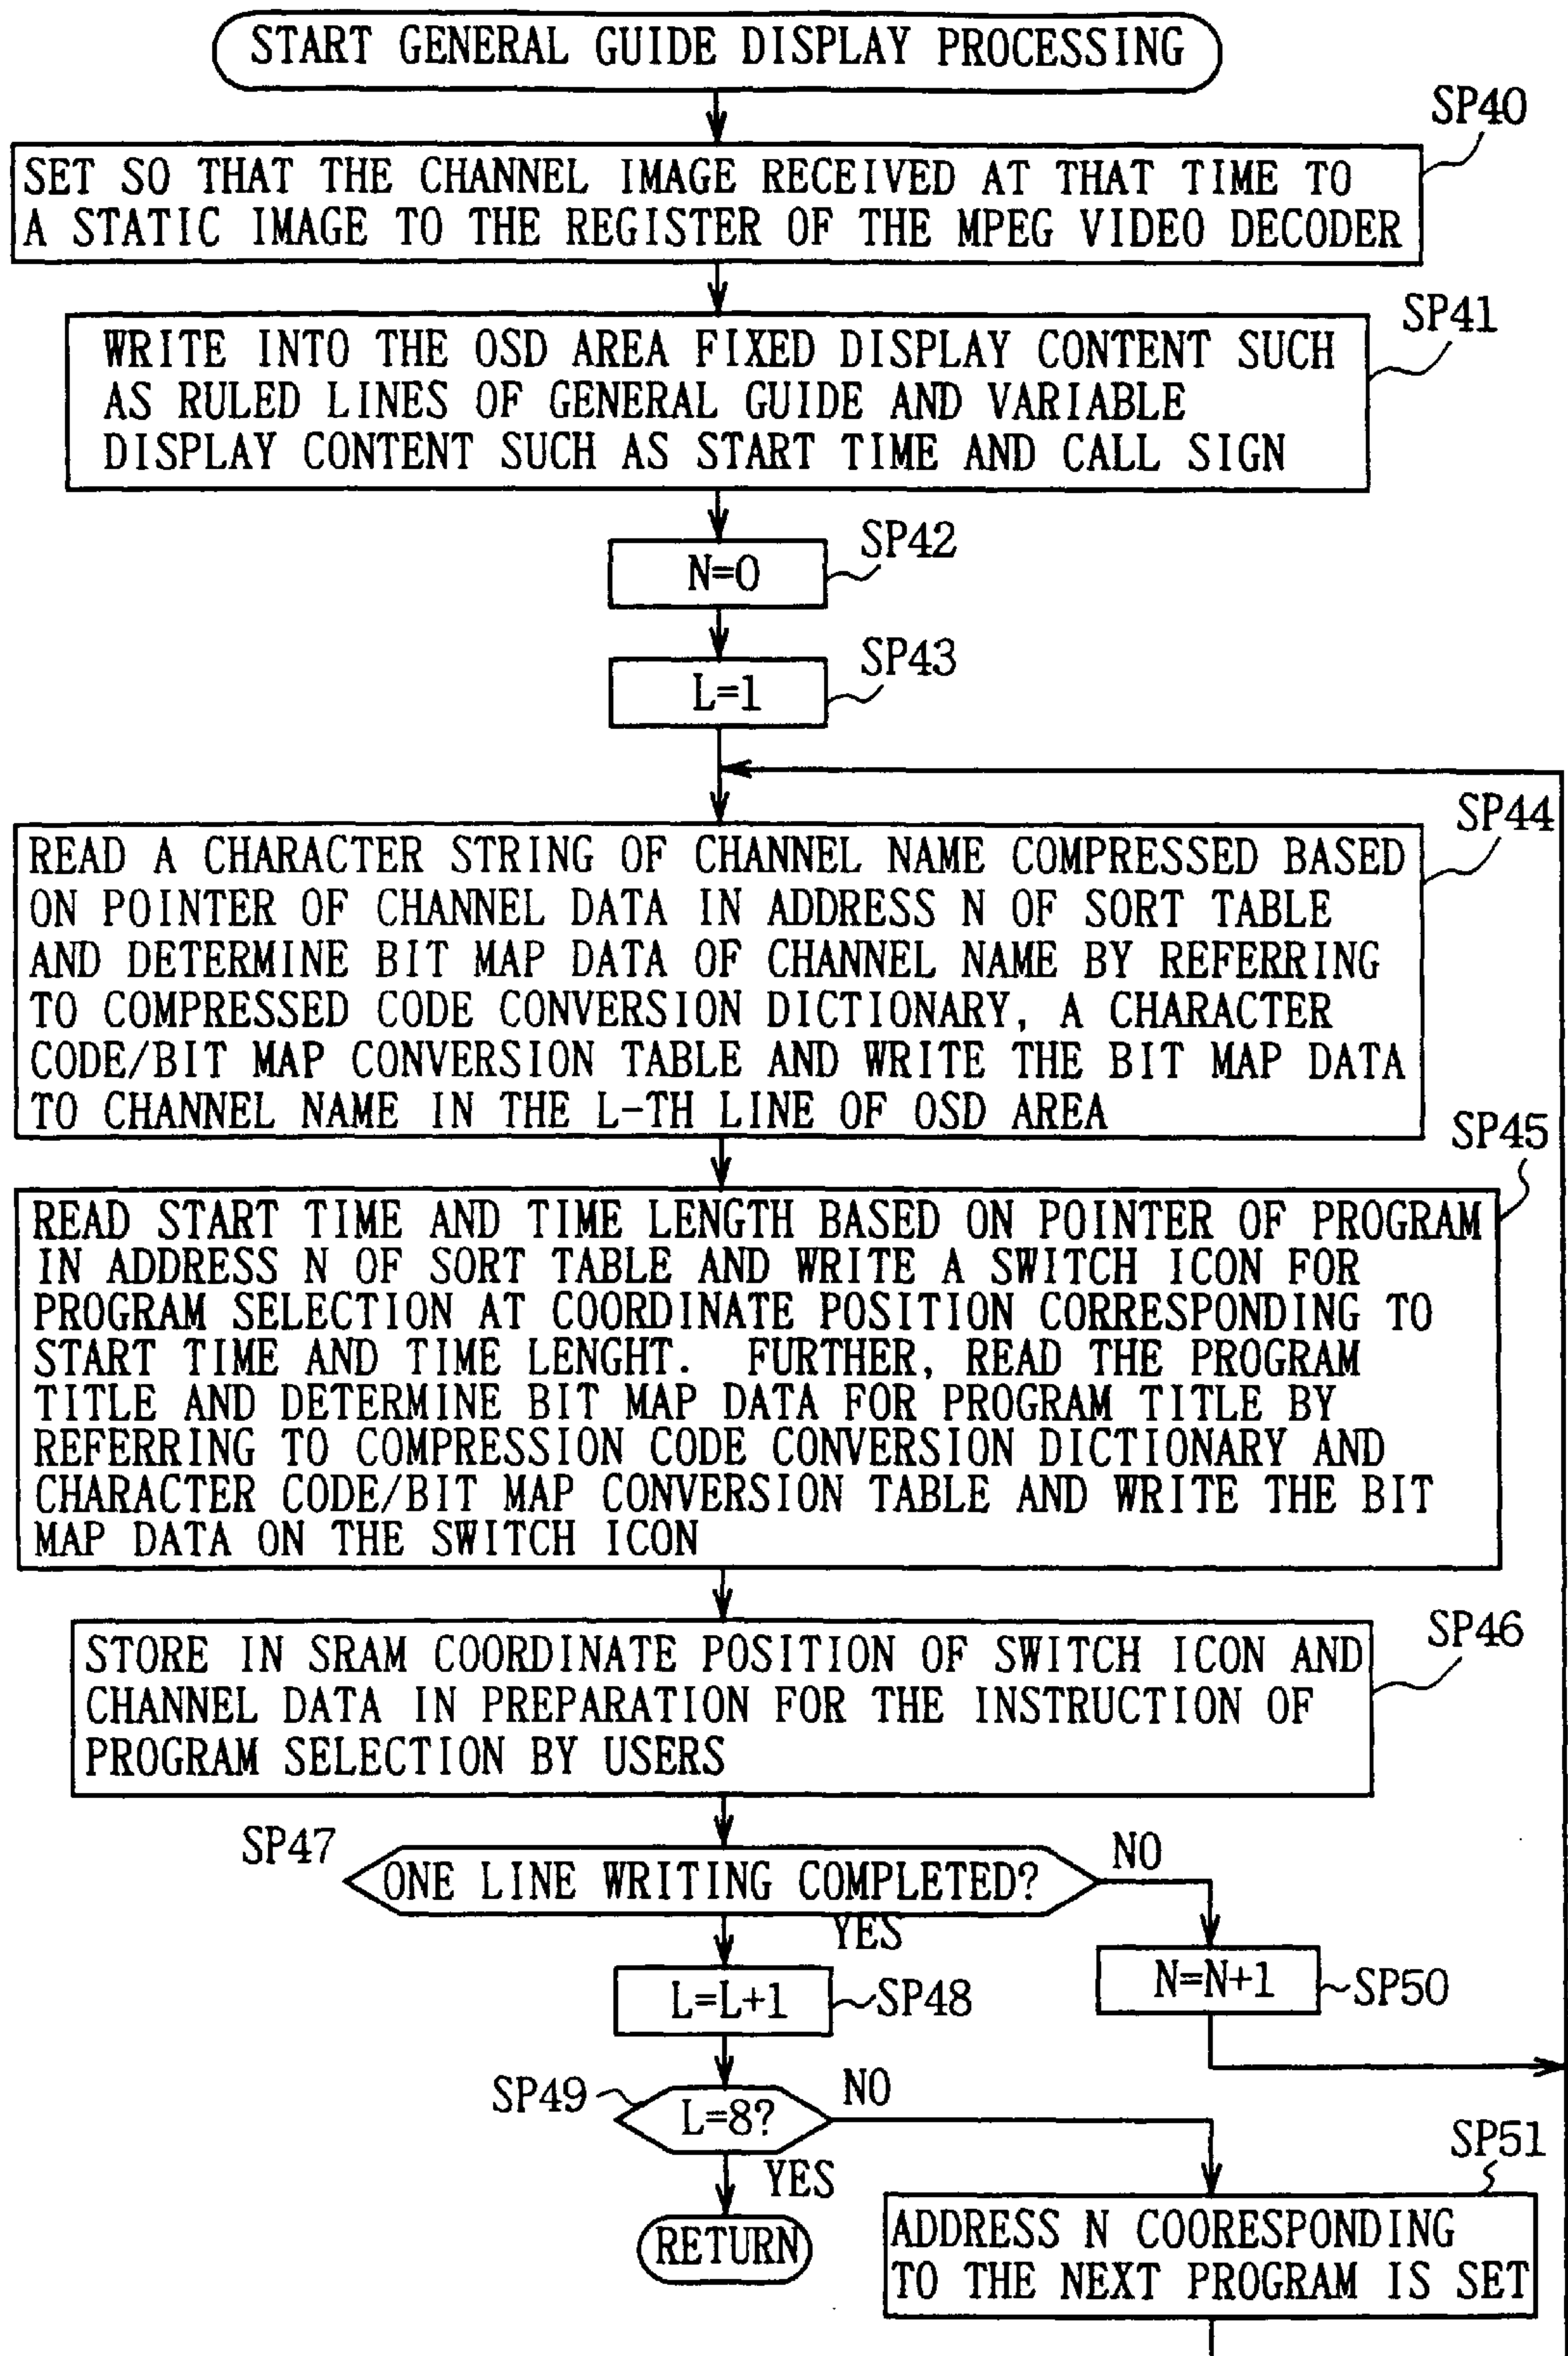 START GENERAL GUIDE DISPLAY PROCESSING
SP40
SET SO THAT THE CHANNEL IMAGE RECEIVED AT THAT TIME TO
A STATIC IMAGE TO THE REGISTER OF THE MPEG VIDEO DECODER
SP41
WRITE INTO THE OSD AREA FIXED DISPLAY CONTENT SUCH
AS RULED LINES OF GENERAL GUIDE AND VARIABLE
DISPLAY CONTENT SUCH AS START TIME AND CALL SIGN
SP42
N=0
SP43
L=1
SP44
READ A CHARACTER STRING OF CHANNEL NAME COMPRESSED BASED
ON POINTER OF CHANNEL DATA IN ADDRESS N OF SORT TABLE
AND DETERMINE BIT MAP DATA OF CHANNEL NAME BY REFERRING
TO COMPRESSED CODE CONVERSION DICTIONARY, A CHARACTER
CODE/BIT MAP CONVERSION TABLE AND WRITE THE BIT MAP DATA
TO CHANNEL NAME IN THE L-TH LINE OF OSD AREA
SP45
READ START TIME AND TIME LENGTH BASED ON POINTER OF PROGRAM
IN ADDRESS N OF SORT TABLE AND WRITE A SWITCH ICON FOR
PROGRAM SELECTION AT COORDINATE POSITION CORRESPONDING TO
START TIME AND TIME LENGHT. FURTHER, READ THE PROGRAM
TITLE AND DETERMINE BIT MAP DATA FOR PROGRAM TITLE BY
REFERRING TO COMPRESSION CODE CONVERSION DICTIONARY AND
CHARACTER CODE/BIT MAP CONVERSION TABLE AND WRITE THE BIT
MAP DATA ON THE SWITCH ICON
SP46
STORE IN SRAM COORDINATE POSITION OF SWITCH ICON AND
CHANNEL DATA IN PREPARATION FOR THE INSTRUCTION OF
PROGRAM SELECTION BY USERS
SP47
ONE LINE WRITING COMPLETED?
NO
YES
L=L+1
SP48
N=N+1
SP50
SP49
L=8?
NO
YES
SP51
RETURN
ADDRESS N COORESPONDING
TO THE NEXT PROGRAM IS SET